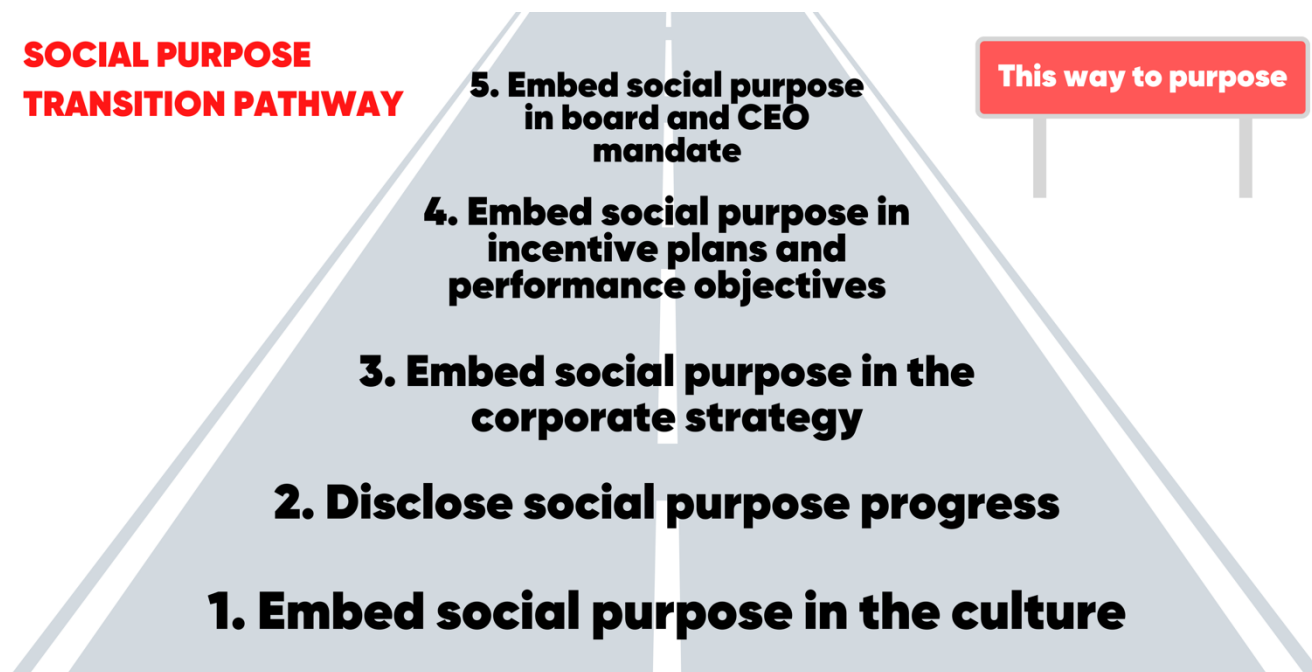 SOCIAL PURPOSE
TRANSITION PATHWAY
This way to purpose
5. Embed social purpose
in board and CEO
mandate
4. Embed social purpose in
incentive plans and
performance objectives
3. Embed social purpose in the
corporate strategy
2. Disclose social purpose progress
1. Embed social purpose in the culture